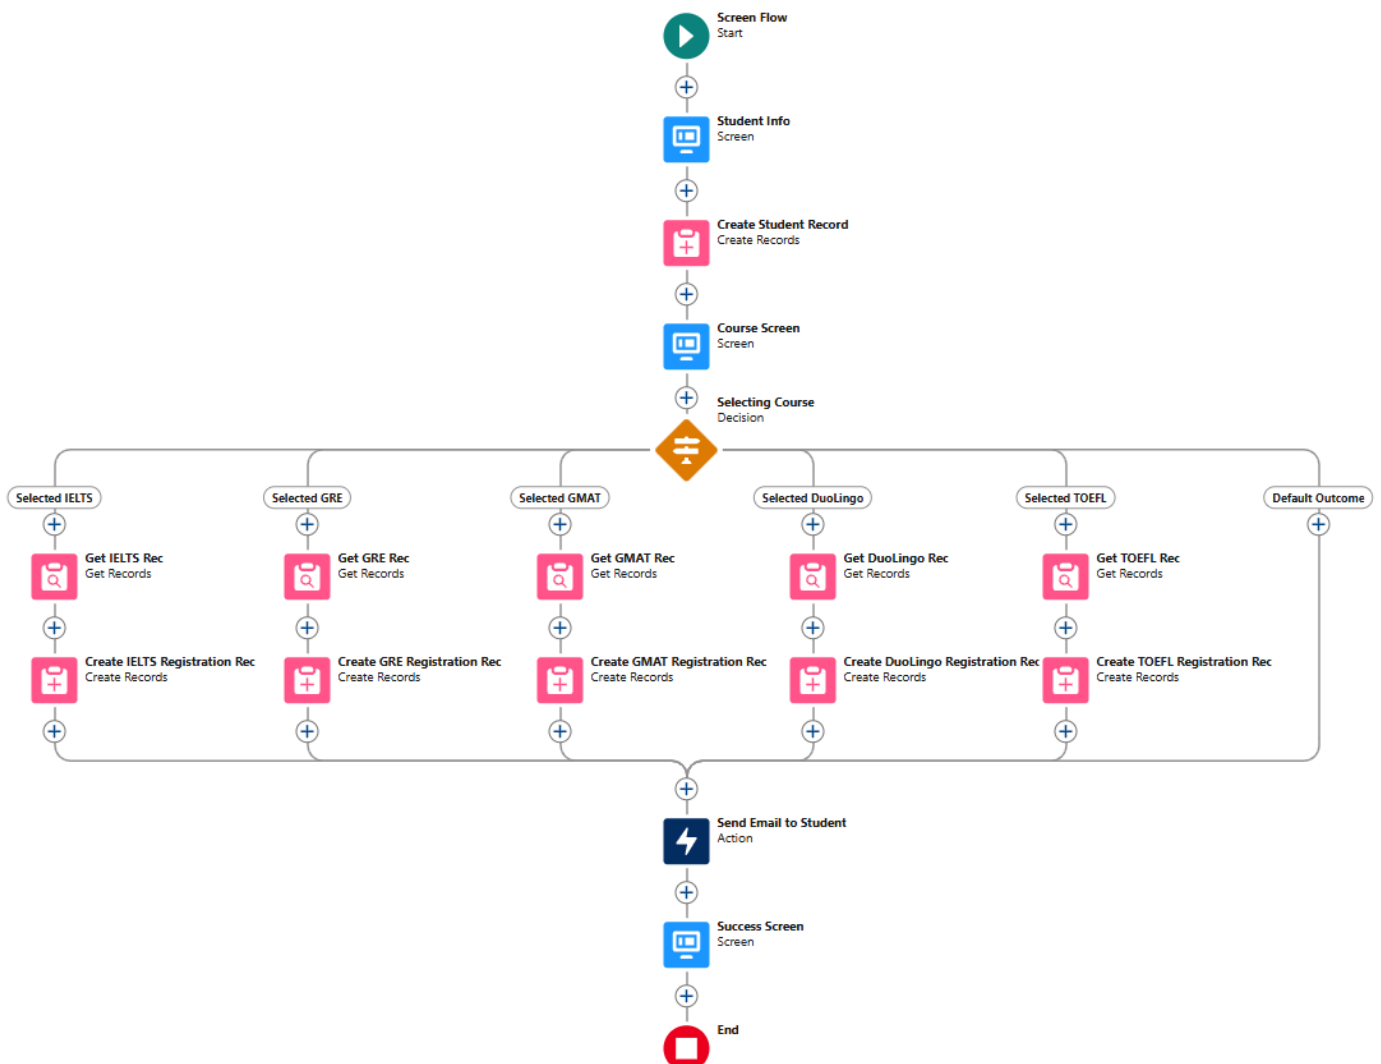 Screen Flow
Start
Student Info
Screen
Create Student Record
Create Records
Course Screen
Screen
Selecting Course
Decision
Selected IELTS
Selected GRE
Selected GMAT
Selected DuoLingo
Selected TOEFL
Default Outcome
Get IELTS Rec
Get Records
Get GRE Rec
Get Records
Get GMAT Rec
Get Records
Get DuoLingo Rec
Get Records
Get TOEFL Rec
Get Records
Create IELTS Registration Rec
Create Records
Create GRE Registration Rec
Create Records
Create GMAT Registration Rec
Create Records
Create DuoLingo Registration Rec
Create Records
Create TOEFL Registration Rec
Create Records
Send Email to Student
Action
Success Screen
Screen
End